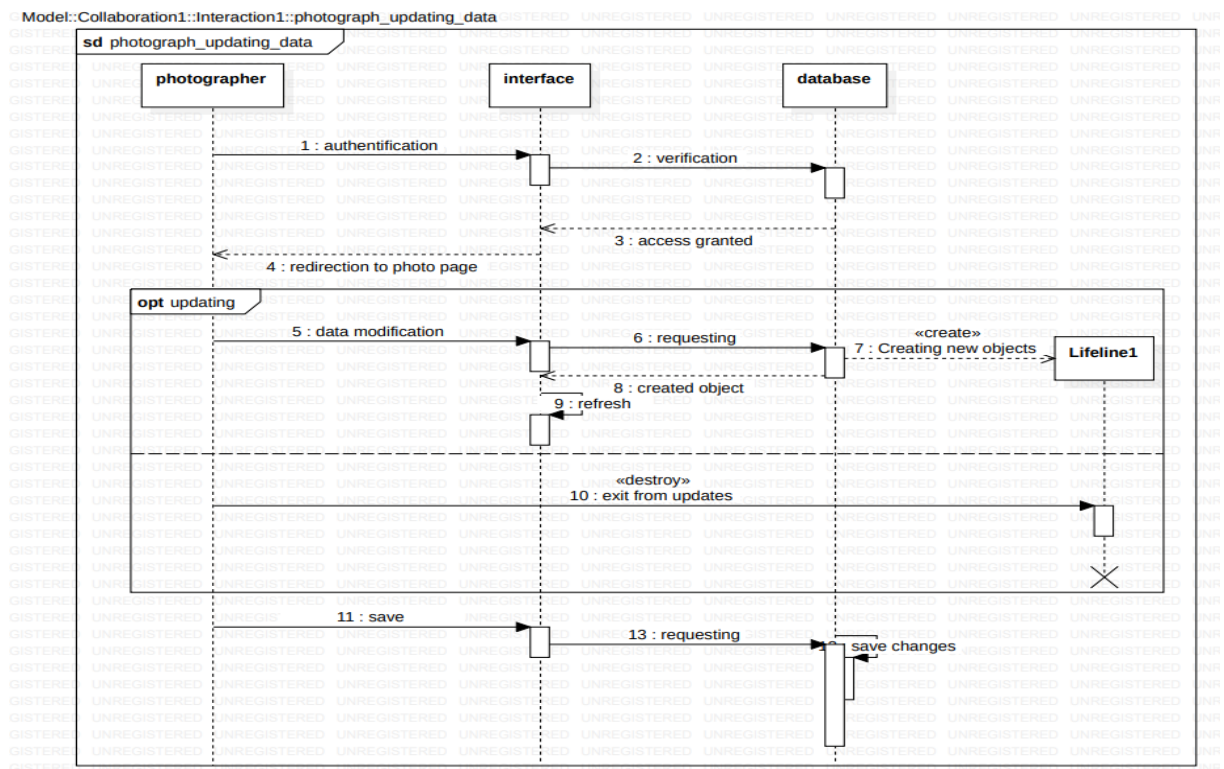 Model::Collaboration1::Interaction1::photograph_updating_data
sd photograph_updating_data
photographer
interface
database
1 : authentification
2 : verification
3 : access granted
4 : redirection to photo page
opt updating
5 : data modification
6 : requesting
«create»
7 : Creating new objects
Lifeline1
8 : created object
9 : refresh
«destroy»
10 : exit from updates
11 : save
13 : requesting
save changes
UNREGISTERED